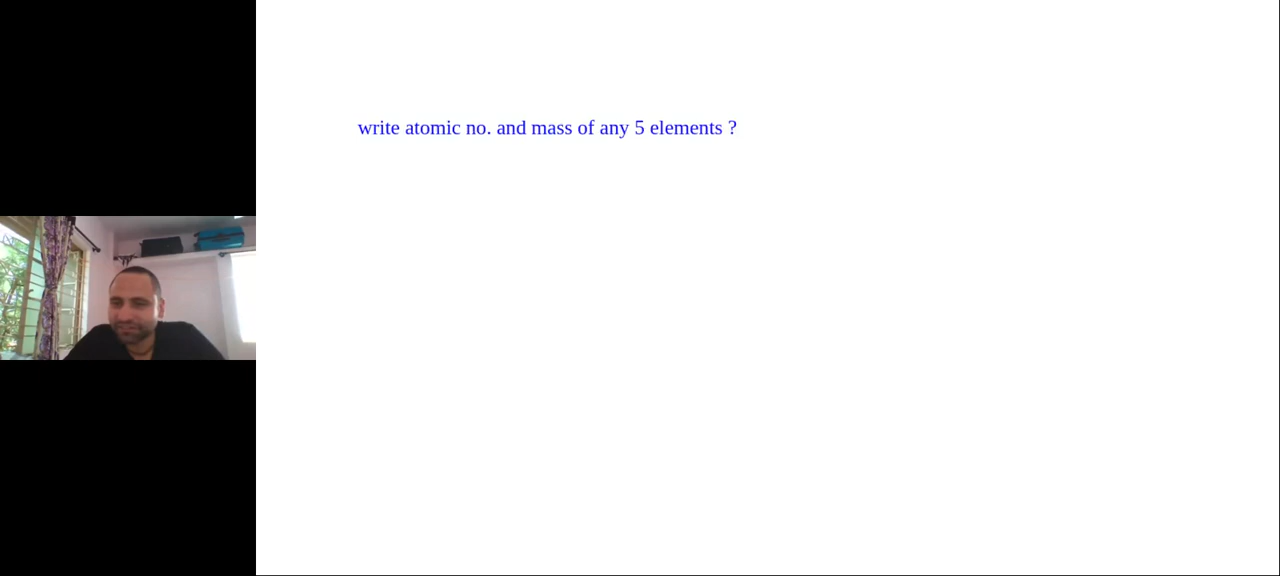 write atomic no. and mass of any 5 elements ?